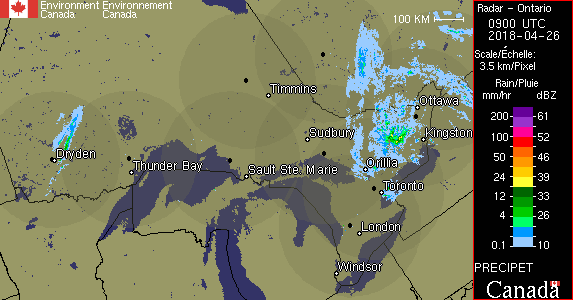 Environment Environnement
Canada Canada
100 KM
Timmins
Ottawa
Sudbury
Kingston
Dryden
Thunder Bay
Sault Ste. Marie
Orillia
Toronto
London
Windsor
Radar - Ontario
0900 UTC
2018-04-26
Scale/Échelle:
3.5 km/Pixel
Rain/Pluie
mm/hr dBZ
200 61
100 52
50 46
24 39
12 33
4 26
0.1 10
PRECIPET
Canada